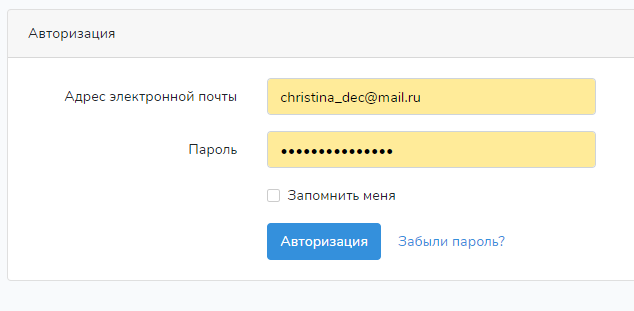 Авторизация
Адрес электронной почты christina_dec@mail.ru
Пароль •••••••••••••••
Запомнить меня
Авторизация Забыли пароль?